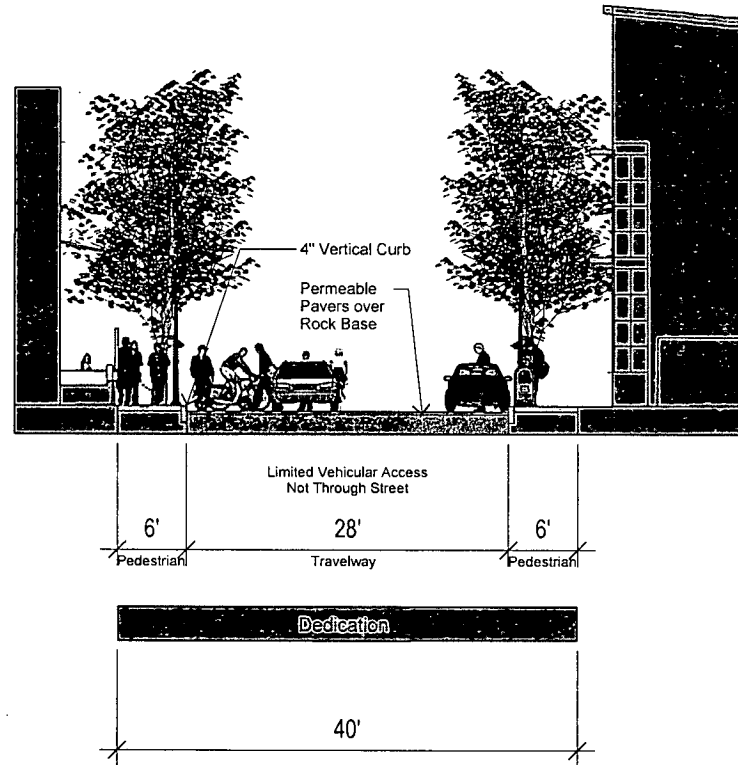 4" Vertical Curb
Permeable
Pavers over
Rock Base
Limited Vehicular Access
Not Through Street
6' 28' 6'
Pedestrian Travelway Pedestrian
Dedication
40'